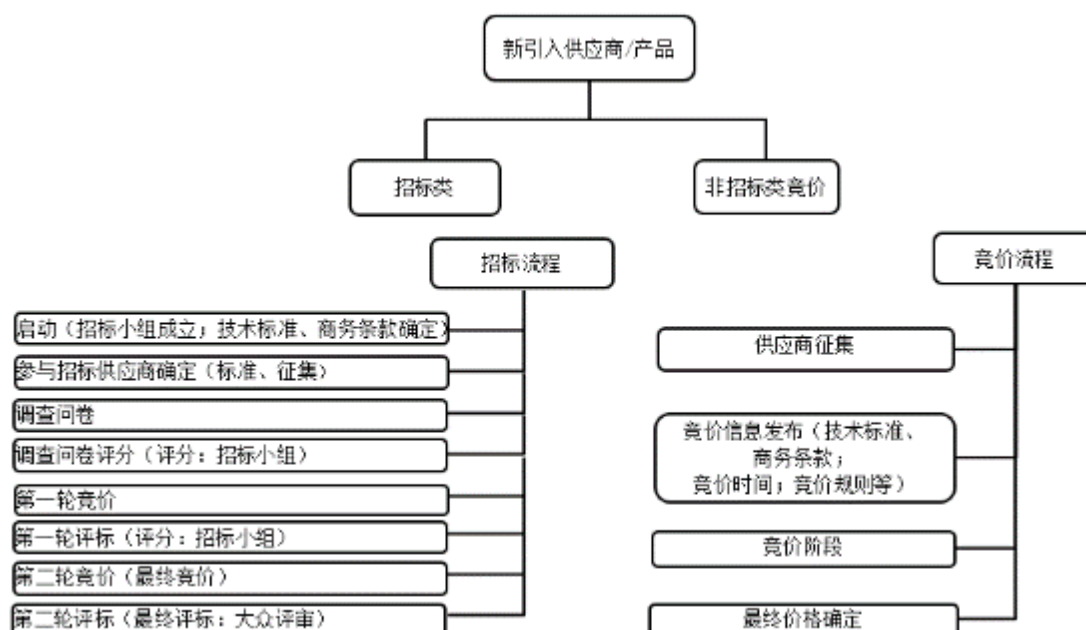 新引入供应商/产品
招标类
非招标类竞价
招标流程
竞价流程
启动（招标小组成立；技术标准、商务条款确定）
参与招标供应商确定（标准、征集）
调查问卷
调查问卷评分（评分：招标小组）
第一轮竞价
第一轮评标（评分：招标小组）
第二轮竞价（最终竞价）
第二轮评标（最终评标：大众评审）
供应商征集
竞价信息发布（技术标准、
商务条款；
竞价时间；竞价规则等）
竞价阶段
最终价格确定